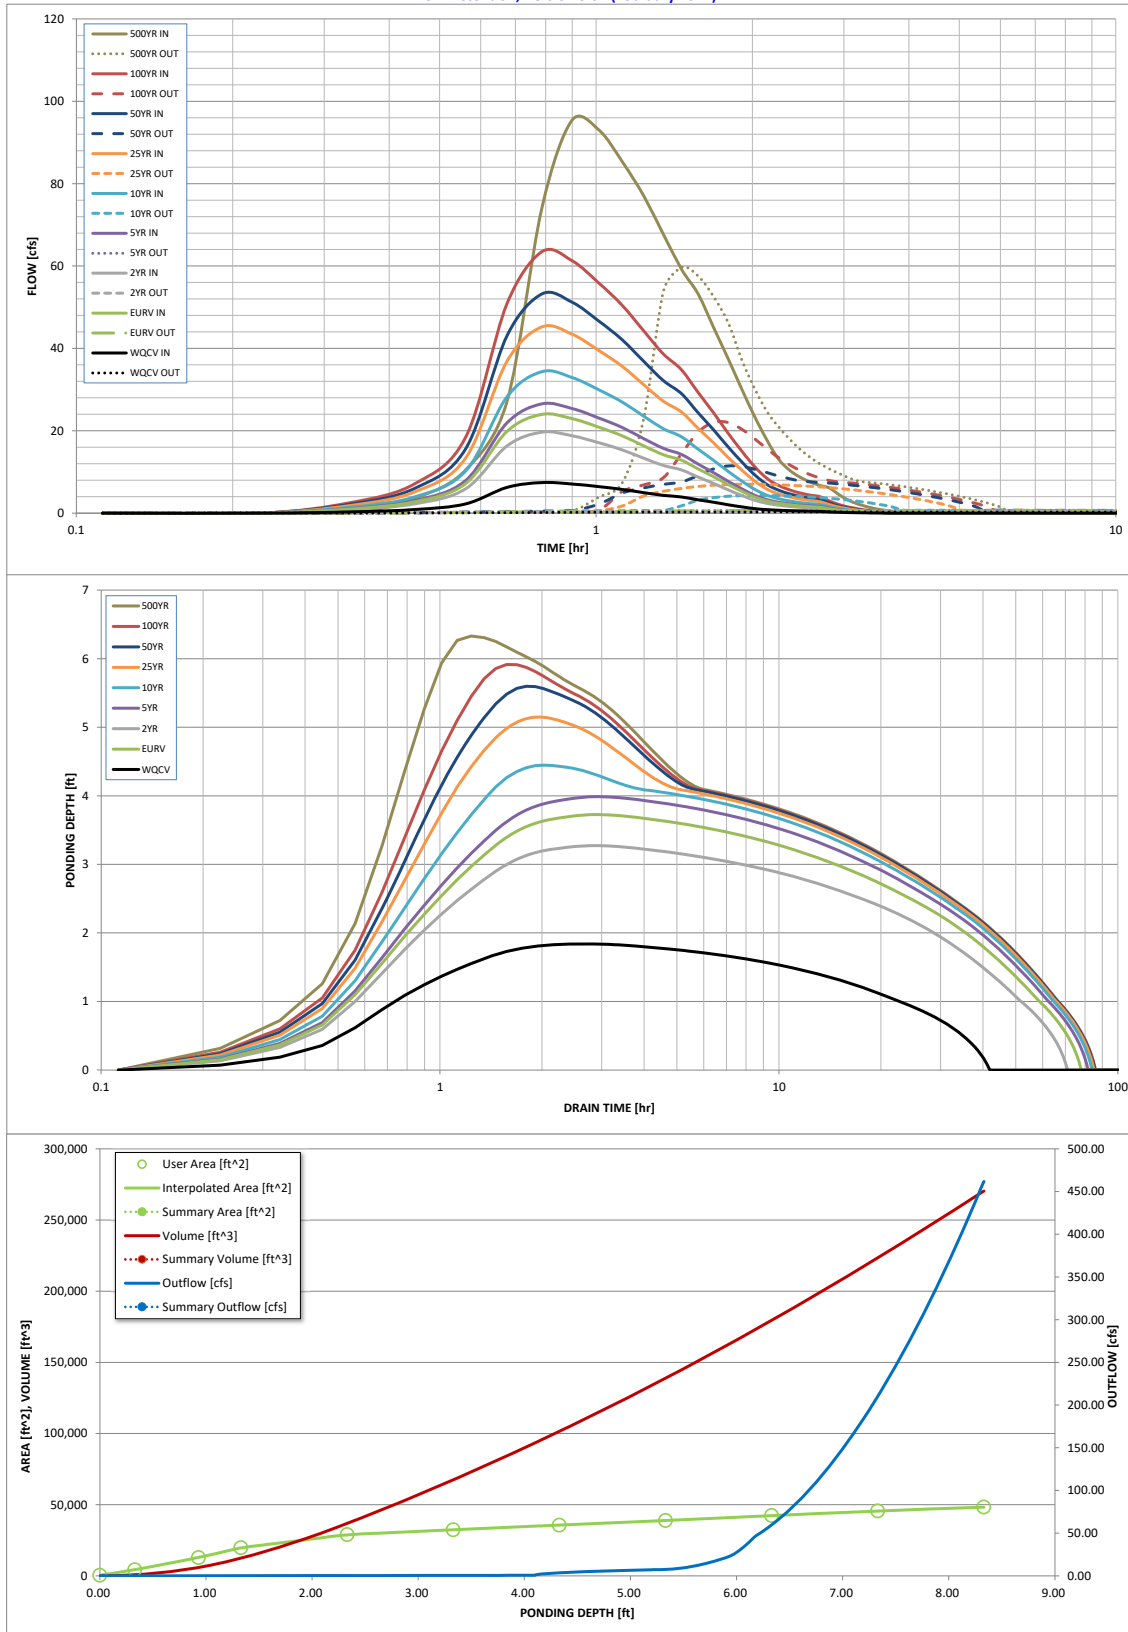 120
100
80
60
40
20
0
FLOW [cfs]
500YR IN
500YR OUT
100YR IN
100YR OUT
50YR IN
50YR OUT
25YR IN
25YR OUT
10YR IN
10YR OUT
5YR IN
5YR OUT
2YR IN
2YR OUT
EURV IN
EURV OUT
WQCV IN
WQCV OUT
0.1
1
10
TIME [hr]
7
6
5
4
3
2
1
0
PONDING DEPTH [ft]
500YR
100YR
50YR
25YR
10YR
5YR
2YR
EURV
WQCV
0.1
1
10
100
DRAIN TIME [hr]
300,000
250,000
200,000
150,000
100,000
50,000
0
AREA [ft^2], VOLUME [ft^3]
User Area [ft^2]
Interpolated Area [ft^2]
Summary Area [ft^2]
Volume [ft^3]
Summary Volume [ft^3]
Outflow [cfs]
Summary Outflow [cfs]
500.00
450.00
400.00
350.00
300.00
250.00
200.00
150.00
100.00
50.00
0.00
OUTFLOW [cfs]
0.00
1.00
2.00
3.00
4.00
5.00
6.00
7.00
8.00
9.00
PONDING DEPTH [ft]